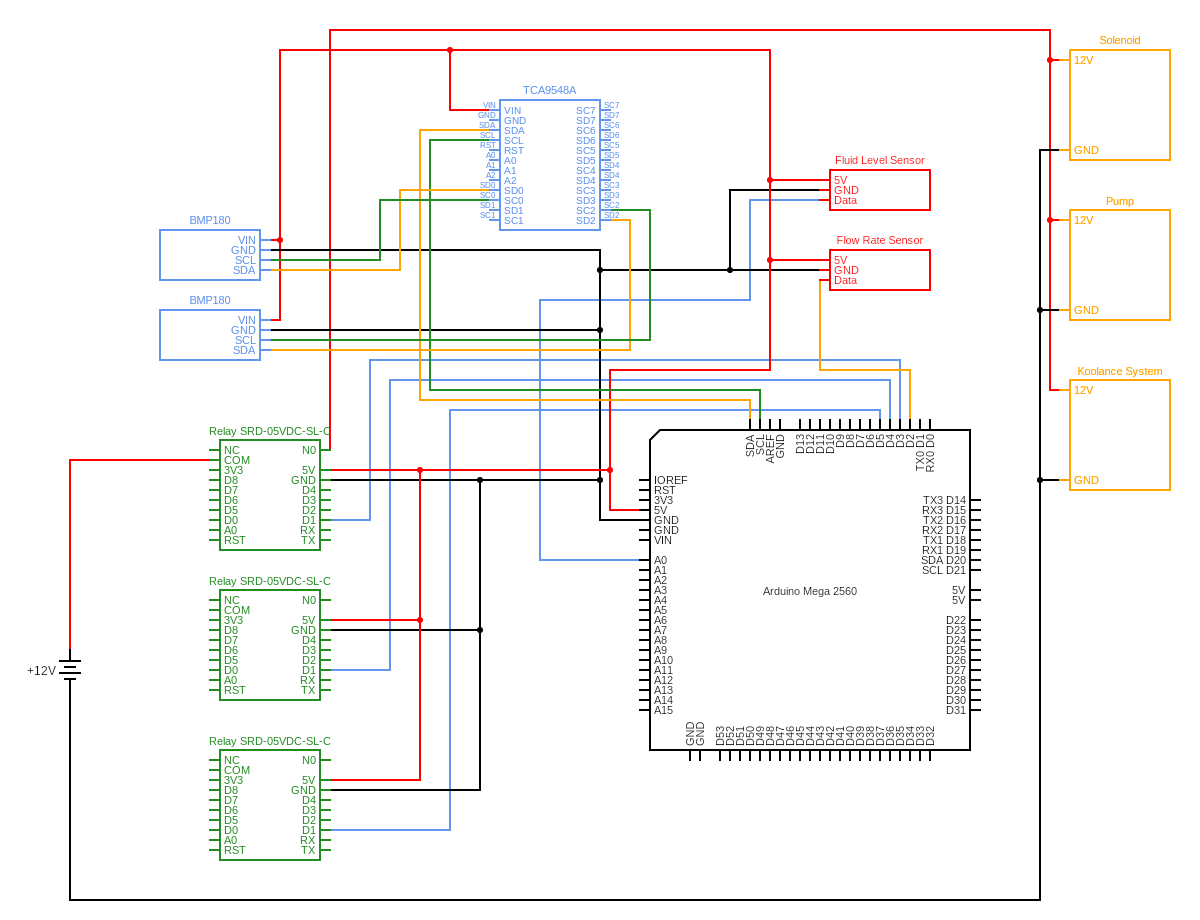 Solenoid
12V
GND
TCA9548A
VIN
GND
SDA
SCL
RST
A0
A1
A2
SD0
SC0
SD1
SC1
VIN
GND
SDA
SCL
RST
A0
A1
A2
SD0
SC0
SD1
SC1
SC7
SD7
SC6
SD6
SC5
SD5
SC4
SD4
SC3
SD3
SC2
SD2
SC7
SD7
SC6
SD6
SC5
SD5
SD4
SD4
SC3
SD3
SC2
SD2
Fluid Level Sensor
5V
GND
Data
Pump
12V
GND
BMP180
VIN
GND
SCL
SDA
Flow Rate Sensor
5V
GND
Data
BMP180
VIN
GND
SCL
SDA
Koolance System
12V
GND
Relay SRD-05VDC-SL-C
NC
COM
3V3
D8
D7
D6
D5
D0
A0
RST
N0
5V
GND
D4
D3
D2
D1
RX
TX
Relay SRD-05VDC-SL-C
NC
COM
3V3
D8
D7
D6
D5
D0
A0
RST
N0
5V
GND
D4
D3
D2
D1
RX
TX
+12V
Relay SRD-05VDC-SL-C
NC
COM
3V3
D8
D7
D6
D5
D0
A0
RST
N0
5V
GND
D4
D3
D2
D1
RX
TX
SDA
SCL
AREF
GND
D13
D12
D11
D10
D9
D8
D7
D6
D5
D4
D3
D2
TX0 D1
RX0 D0
IOREF
RST
3V3
5V
GND
GND
VIN
A0
A1
A2
A3
A4
A5
A6
A7
A8
A9
A10
A11
A12
A13
A14
A15
Arduino Mega 2560
TX3 D14
RX3 D15
TX2 D16
RX2 D17
TX1 D18
RX1 D19
SDA D20
SCL D21
5V
5V
D22
D23
D24
D25
D26
D27
D28
D29
D30
D31
GND
GND
D53
D52
D51
D50
D49
D48
D47
D46
D45
D44
D43
D42
D41
D40
D39
D38
D37
D36
D35
D34
D33
D32